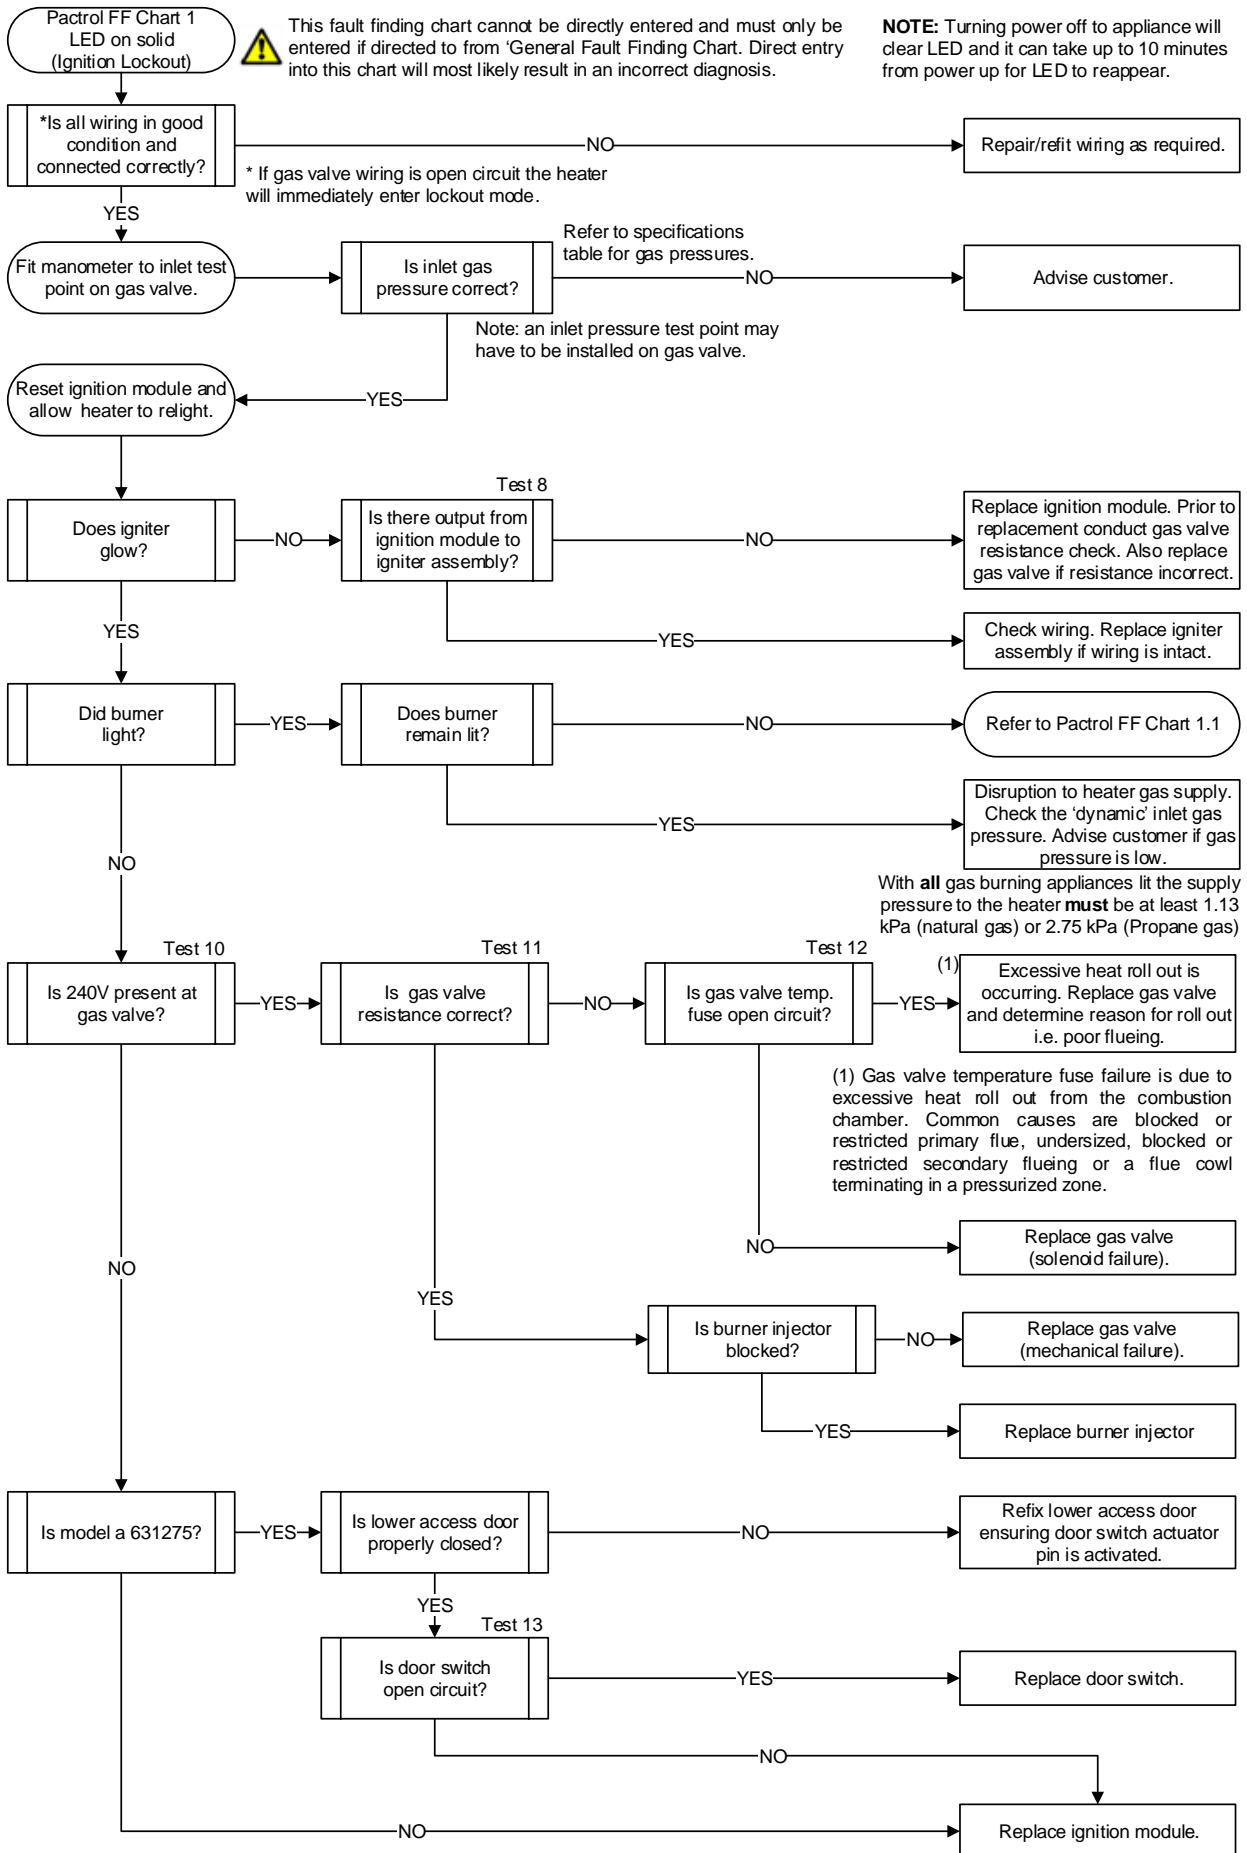 Pactrol FF Chart 1
LED on solid
(Ignition Lockout)
This fault finding chart cannot be directly entered and must only be
entered if directed to from ‘General Fault Finding Chart. Direct entry
into this chart will most likely result in an incorrect diagnosis.
NOTE: Turning power off to appliance will
clear LED and it can take up to 10 minutes
from power up for LED to reappear.
*Is all wiring in good
condition and
connected correctly?
NO
Repair/refit wiring as required.
* If gas valve wiring is open circuit the heater
will immediately enter lockout mode.
YES
Fit manometer to inlet test
point on gas valve.
Is inlet gas
pressure correct?
Refer to specifications
table for gas pressures.
NO
Advise customer.
Note: an inlet pressure test point may
have to be installed on gas valve.
YES
Reset ignition module and
allow heater to relight.
Does igniter
glow?
NO
Test 8
Is there output from
ignition module to
igniter assembly?
NO
Replace ignition module. Prior to
replacement conduct gas valve
resistance check. Also replace
gas valve if resistance incorrect.
YES
Check wiring. Replace igniter
assembly if wiring is intact.
YES
Did burner
light?
YES
Does burner
remain lit?
NO
Refer to Pactrol FF Chart 1.1
YES
Disruption to heater gas supply.
Check the ‘dynamic’ inlet gas
pressure. Advise customer if gas
pressure is low.
With all gas burning appliances lit the supply
pressure to the heater must be at least 1.13
kPa (natural gas) or 2.75 kPa (Propane gas)
NO
Test 10
Is 240V present at
gas valve?
YES
Test 11
Is gas valve
resistance correct?
NO
Test 12
Is gas valve temp.
fuse open circuit?
YES
(1)
Excessive heat roll out is
occurring. Replace gas valve
and determine reason for roll out
i.e. poor flueing.
(1) Gas valve temperature fuse failure is due to
excessive heat roll out from the combustion
chamber. Common causes are blocked or
restricted primary flue, undersized, blocked or
restricted secondary flueing or a flue cowl
terminating in a pressurized zone.
NO
Replace gas valve
(solenoid failure).
YES
Is burner injector
blocked?
NO
Replace gas valve
(mechanical failure).
YES
Replace burner injector
NO
Is model a 631275?
YES
Is lower access door
properly closed?
NO
Refix lower access door
ensuring door switch actuator
pin is activated.
YES
Test 13
Is door switch
open circuit?
YES
Replace door switch.
NO
NO
Replace ignition module.